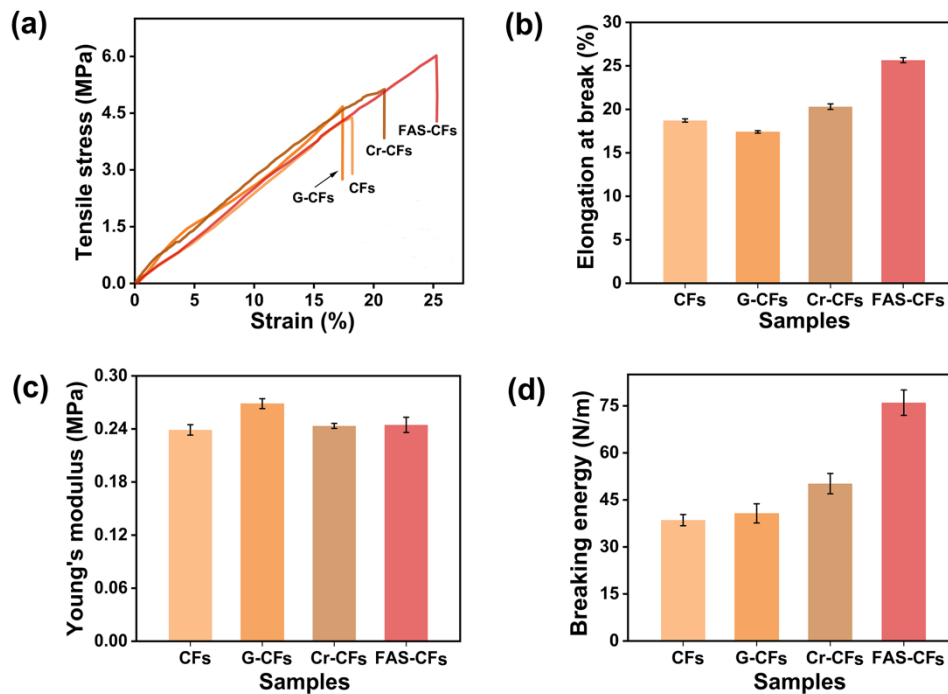 (a)
Tensile stress (MPa)
6.0
4.5
3.0
1.5
0.0
FAS-CFs
Cr-CFs
G-CFs
CFs
0 5 10 15 20 25
Strain (%)
(b)
Elongation at break (%)
30
25
20
15
10
5
0
CFs G-CFs Cr-CFs FAS-CFs
Samples
(c)
Young's modulus (MPa)
0.30
0.24
0.18
0.12
0.06
0.00
CFs G-CFs Cr-CFs FAS-CFs
Samples
(d)
Breaking energy (N/m)
75
60
45
30
15
0
CFs G-CFs Cr-CFs FAS-CFs
Samples